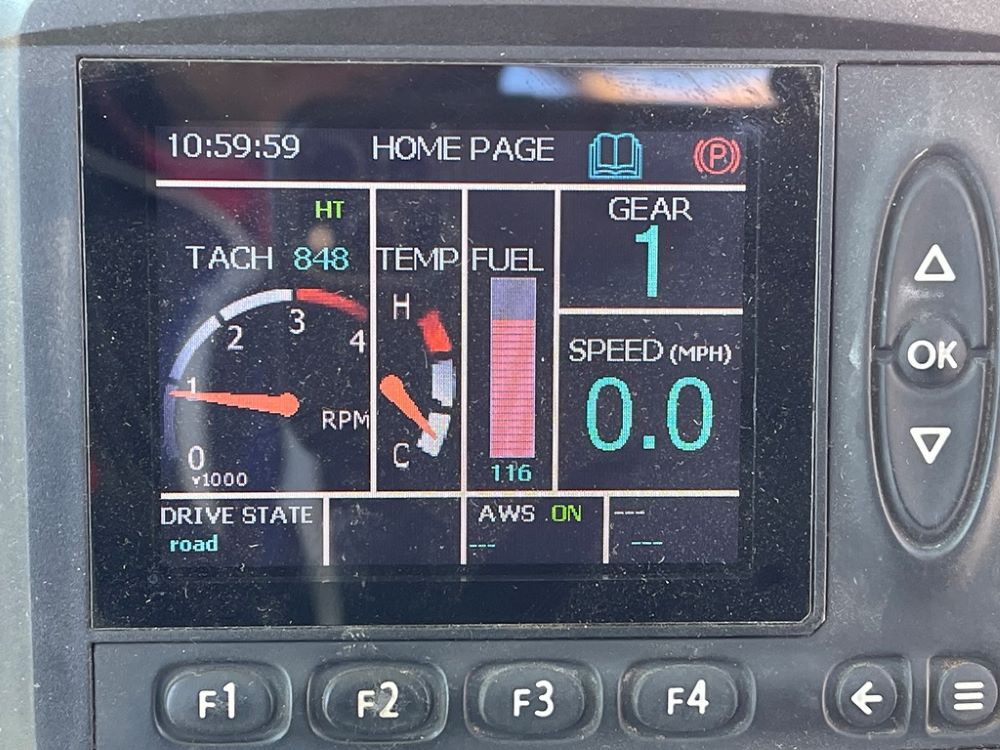 10:59:59 HOME PAGE (P)
HT
TACH 848 TEMP FUEL GEAR
1
H
3
2 4
SPEED (MPH)
1
0.0
RPM
C
0
x1000 116
DRIVE STATE AWS ON ---
road --- ---
OK
F1 F2 F3 F4